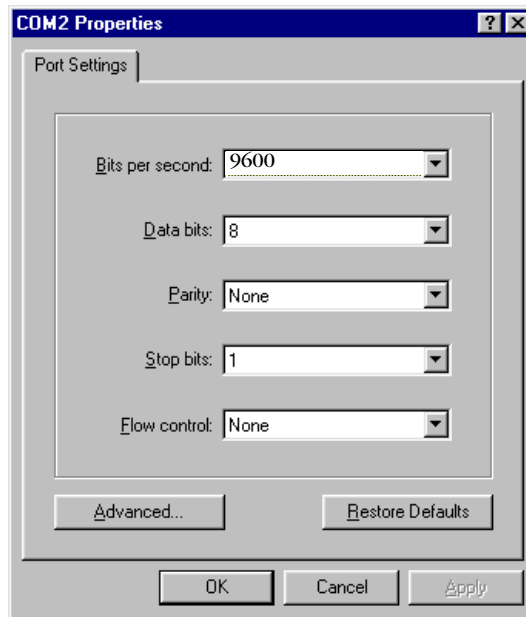 COM2 Properties
Port Settings
Bits per second: 9600
Data bits: 8
Parity: None
Stop bits: 1
Flow control: None
Advanced... Restore Defaults
OK Cancel Apply